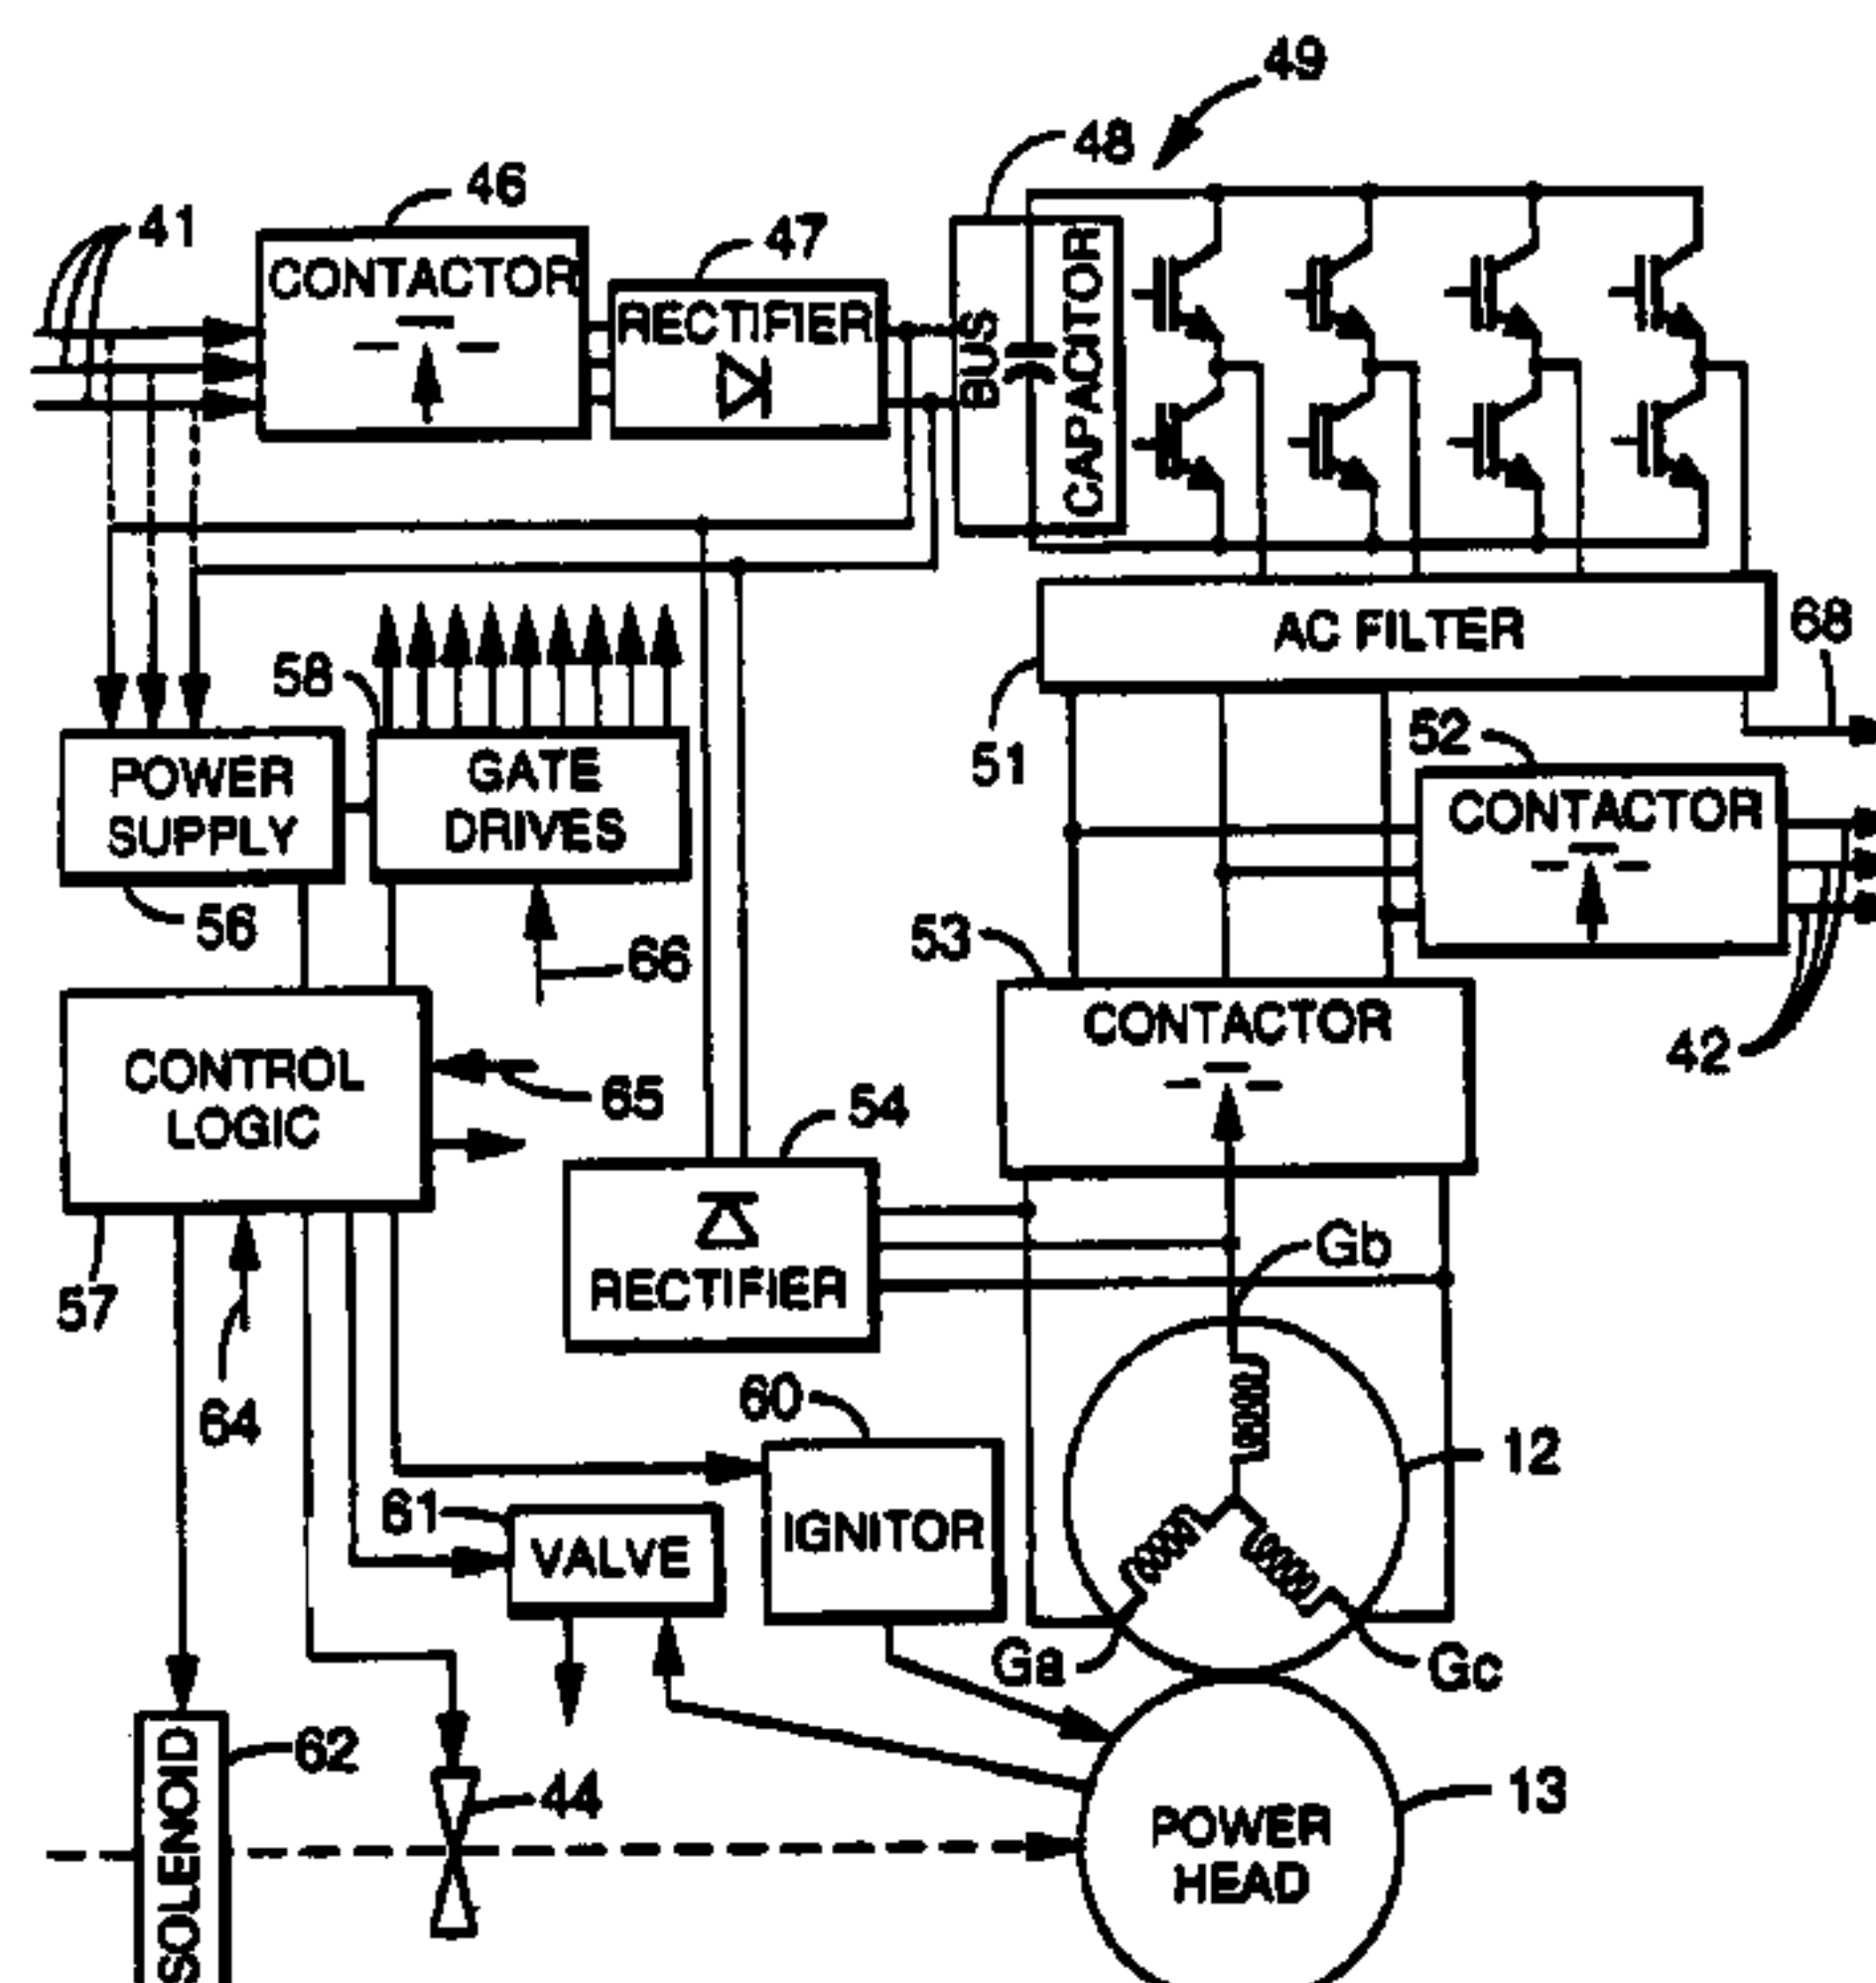 49
48
46
47
41
CONTACTOR
RECTIFIER
BUS
CAPACITOR
AC FILTER
68
58
51
52
POWER
SUPPLY
GATE
DRIVES
CONTACTOR
56
66
53
CONTACTOR
42
CONTROL
LOGIC
65
54
RECTIFIER
Gb
57
64
60
12
61
VALVE
IGNITOR
Ga
Gc
62
SOLENOID
44
13
POWER
HEAD